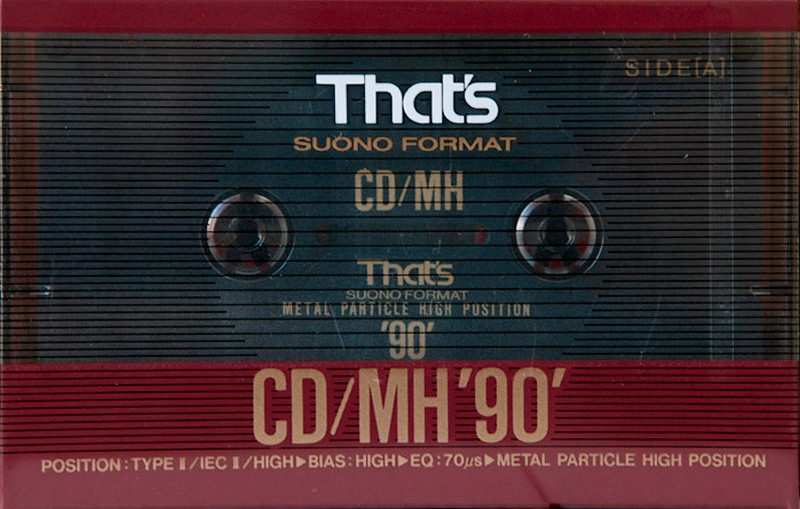 SIDE[A]
That's
SUONO FORMAT
CD/MH
That's
SUONO FORMAT
METAL PARTICLE HIGH POSITION
'90'
CD/MH'90'
POSITION:TYPE Ⅱ/IEC Ⅱ/HIGH▶BIAS:HIGH▶EQ:70μs▶METAL PARTICLE HIGH POSITION